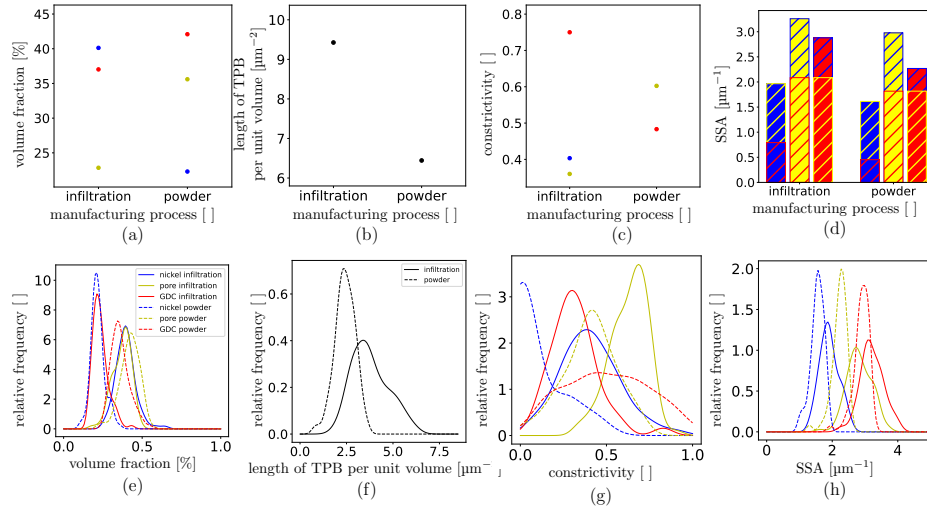 volume fraction
[%]
40
35
30
25
infiltration
powder
manufacturing process [ ]
(a)
length of TPB
per unit volume [µm⁻²]
10
9
8
7
6
infiltration
powder
manufacturing process [ ]
(b)
constrictivity [ ]
0.8
0.6
0.4
infiltration
powder
manufacturing process [ ]
(c)
SSA [µm⁻¹]
3.0
2.5
2.0
1.5
1.0
0.5
0.0
infiltration
powder
manufacturing process [ ]
(d)
relative frequency [ ]
10
8
6
4
2
0
nickel infiltration
pore infiltration
GDC infiltration
nickel powder
pore powder
GDC powder
0.0
0.5
1.0
volume fraction [%]
(e)
relative frequency [ ]
0.6
0.4
0.2
0.0
infiltration
powder
0.0
2.5
5.0
7.5
length of TPB per unit volume [µm⁻
(f)
relative frequency [ ]
3
2
1
0
0.0
0.5
1.0
constrictivity [ ]
(g)
relative frequency [ ]
2.0
1.5
1.0
0.5
0.0
0
2
4
SSA [µm⁻¹]
(h)